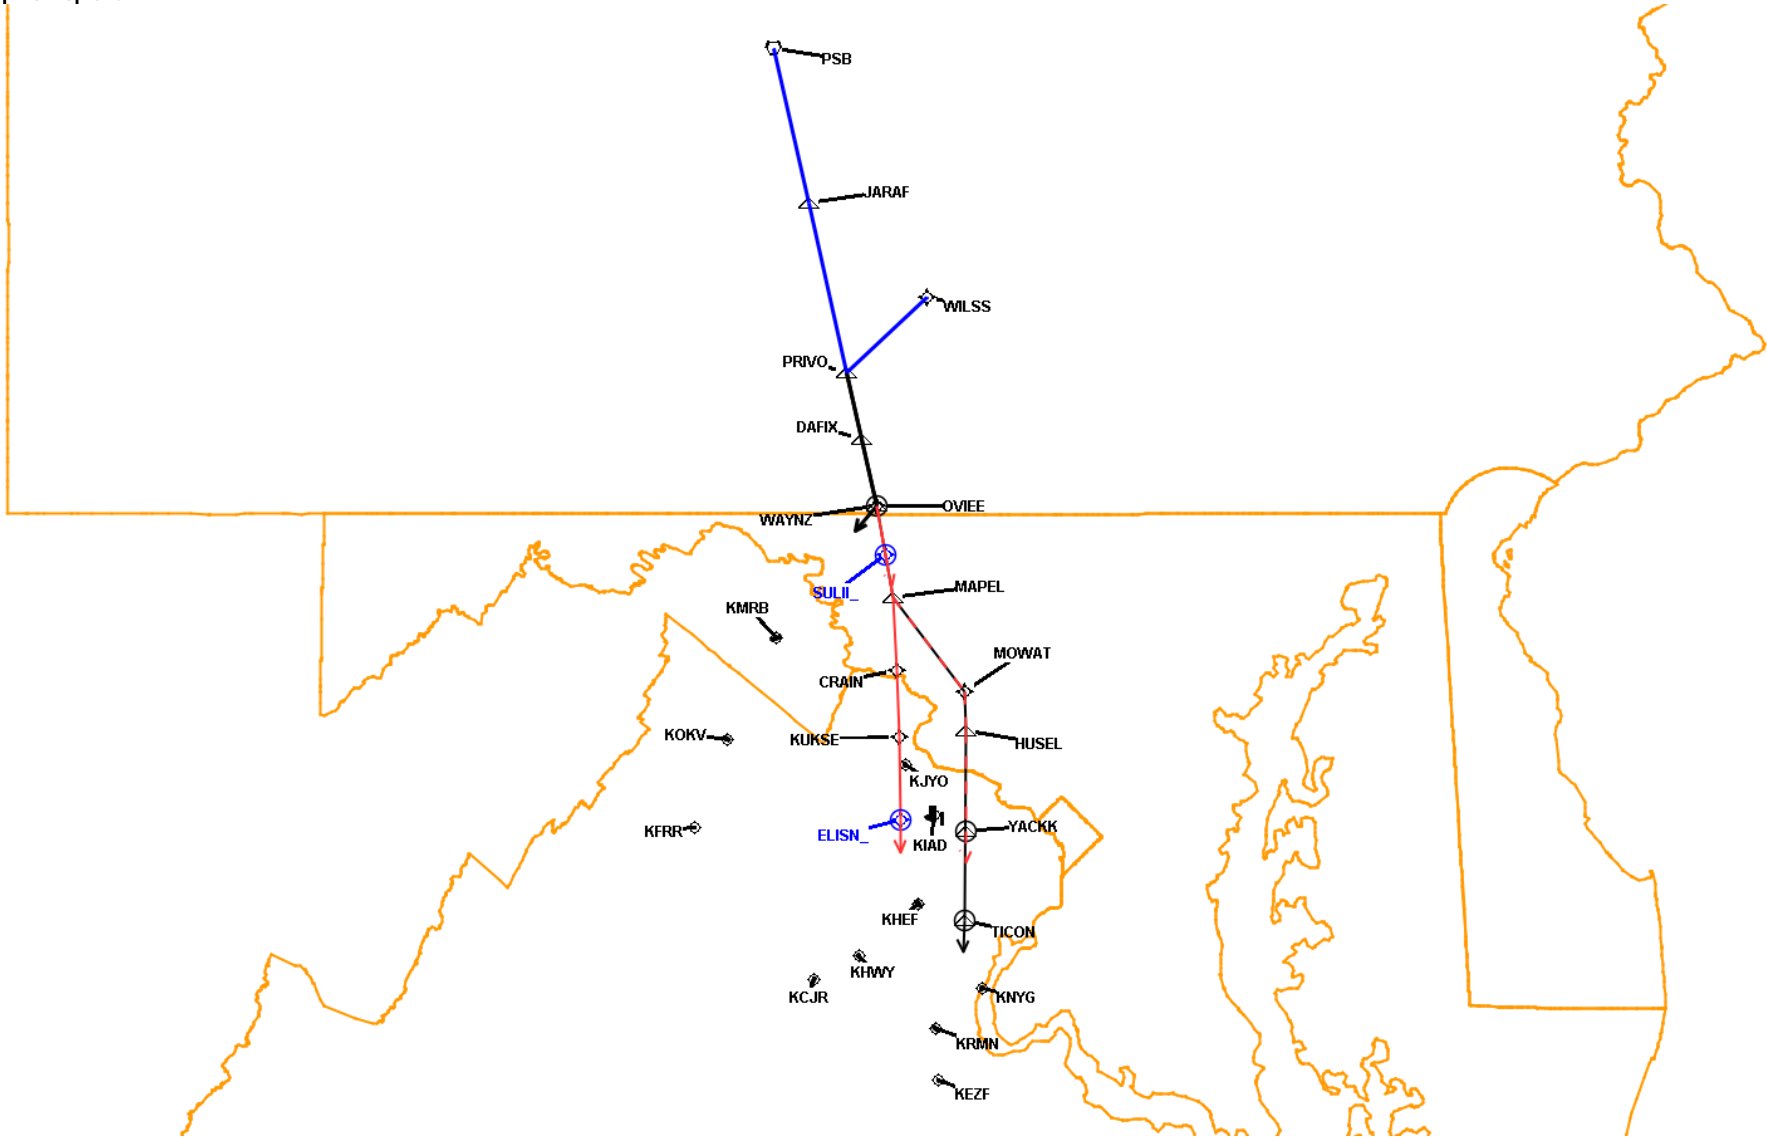 PSB
JARAF
WILSS
PRIVO
DAFIX
OVIEE
WAYNZ
SULII_
MAPEL
KMRB
MOWAT
CRAIN
KOKV
KUKSE
HUSEL
KJYO
KFRR
ELISN_
YACKK
KIAD
KHEF
TICON
KHWY
KCJR
KNYG
KRMN
KEZF